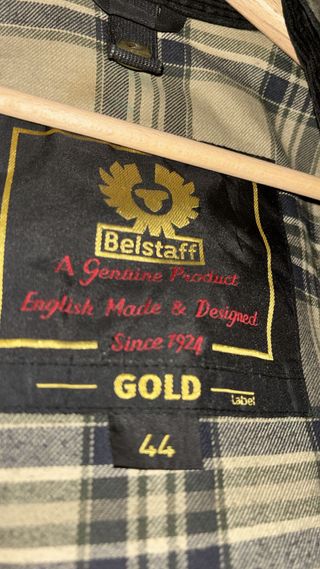 Belstaff
A Genuine Product
English Made & Designed
Since 1924
GOLD
label
44